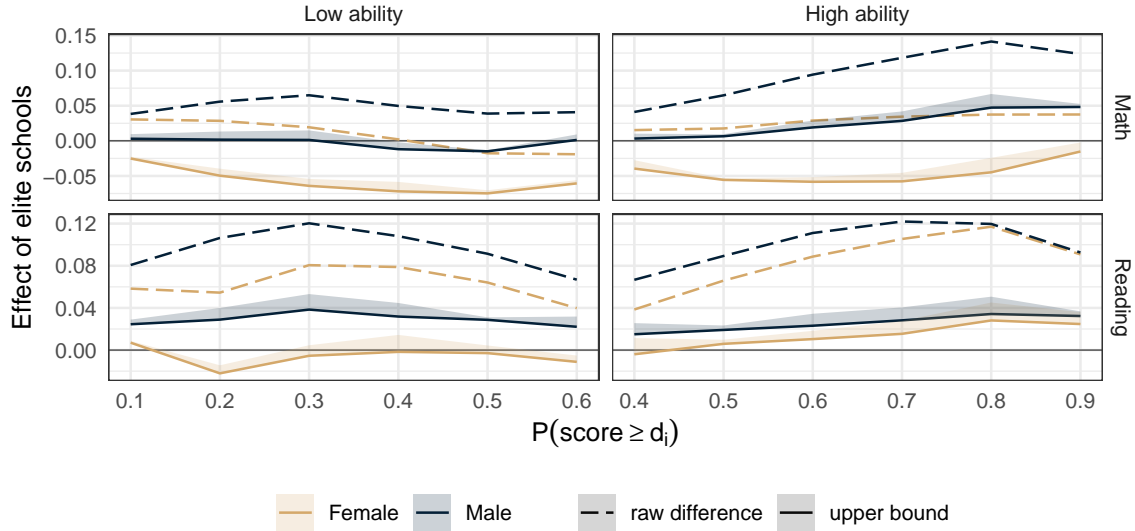 Low ability
High ability
Effect of elite schools
0.15
0.10
0.05
0.00
−0.05
Math
0.12
0.08
0.04
0.00
Reading
0.1 0.2 0.3 0.4 0.5 0.6
0.4 0.5 0.6 0.7 0.8 0.9
P(score ≥ dᵢ)
Female Male raw difference upper bound